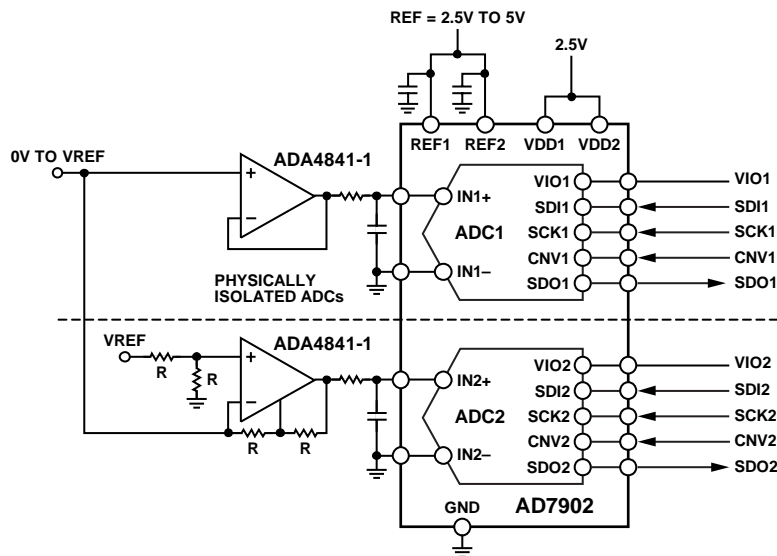 REF = 2.5V TO 5V
2.5V
REF1
REF2
VDD1
VDD2
0V TO VREF
ADA4841-1
+
–
IN1+
IN1–
ADC1
VIO1
SDI1
SCK1
CNV1
SDO1
VIO1
SDI1
SCK1
CNV1
SDO1
PHYSICALLY
ISOLATED ADCs
VREF
R
R
ADA4841-1
+
–
R
R
IN2+
IN2–
ADC2
VIO2
SDI2
SCK2
CNV2
SDO2
VIO2
SDI2
SCK2
CNV2
SDO2
GND
AD7902